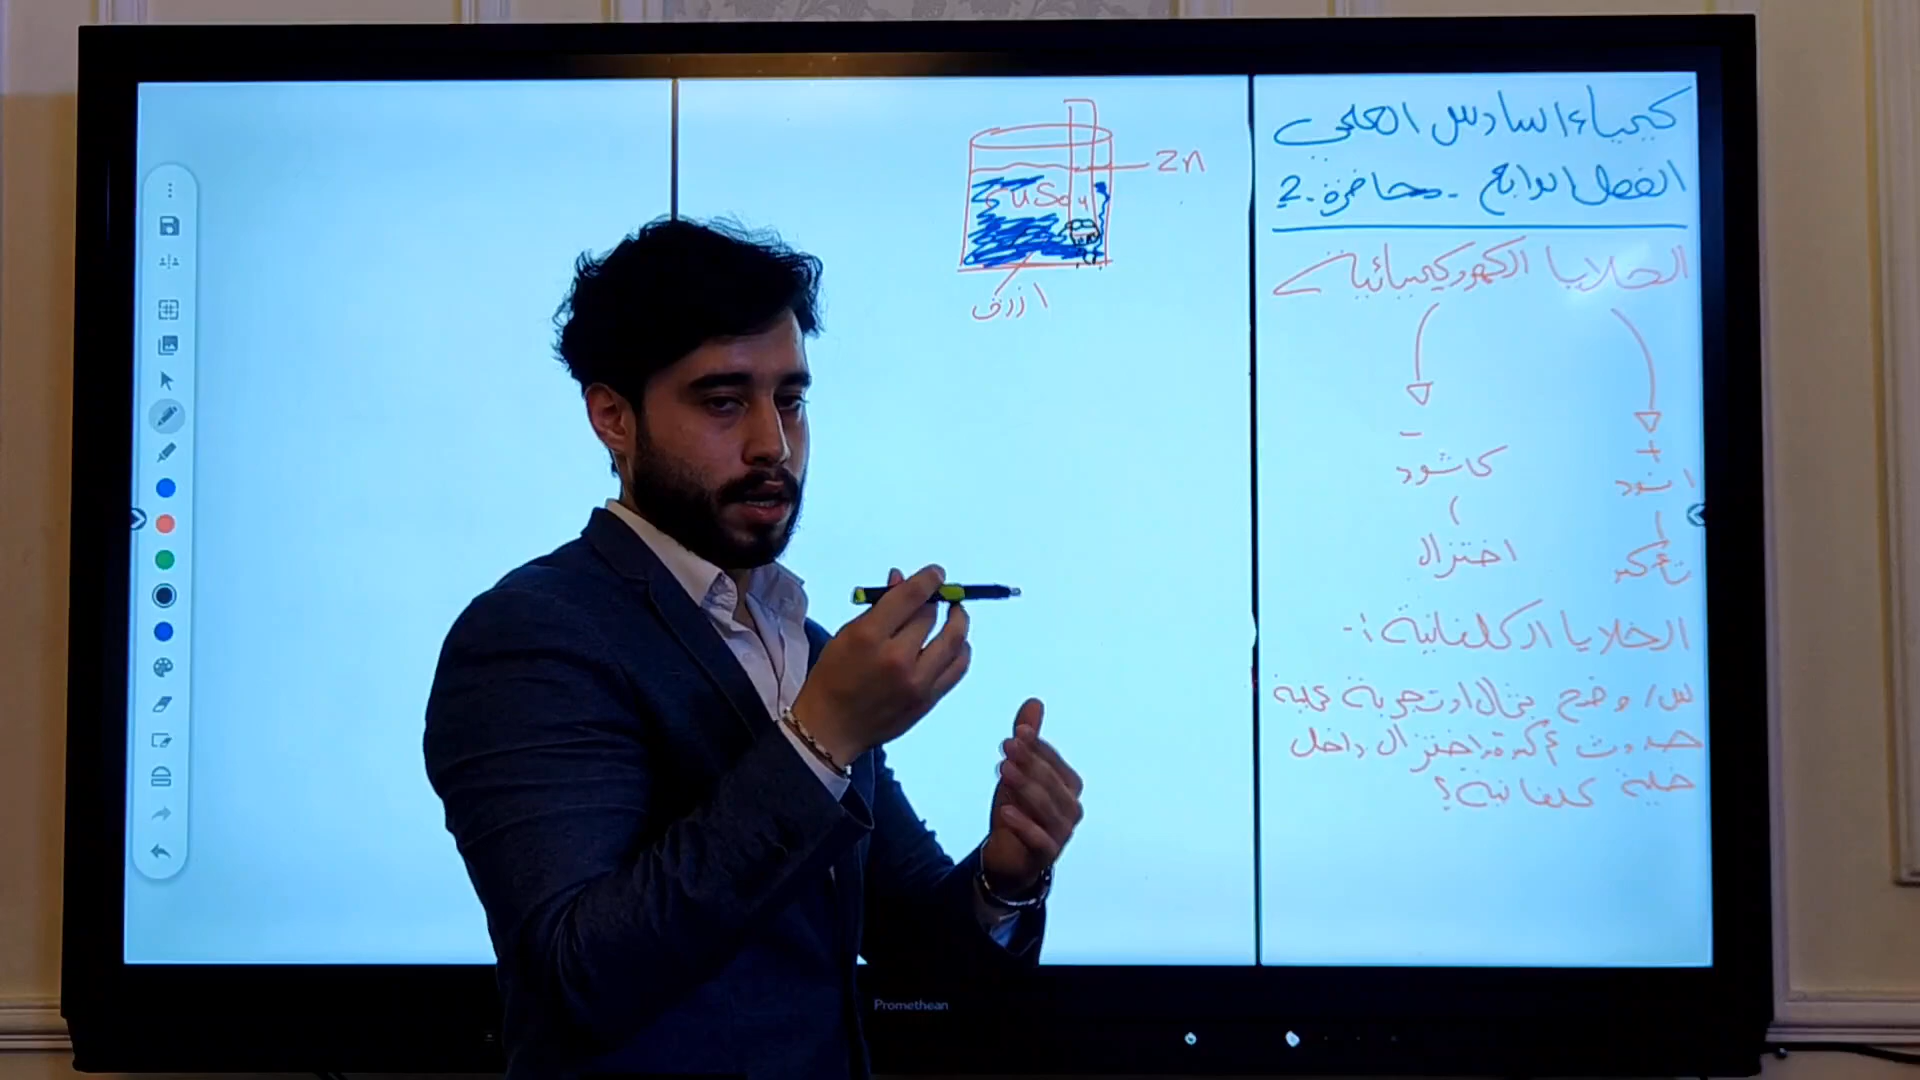 كيمياء السادس العلمي
الفصل الرابع - محاضرة - 2
الخلايا الكهروكيميائية
-
+
كاثود
انود
اختزال
تأكسد
الخلايا الكلفانية :-
س/ وضح بمثال او تجربة عملية
حدوث أكسدة واختزال داخل
خلية كلفانية؟
Zn
CuSO4
ازرق
Promethean